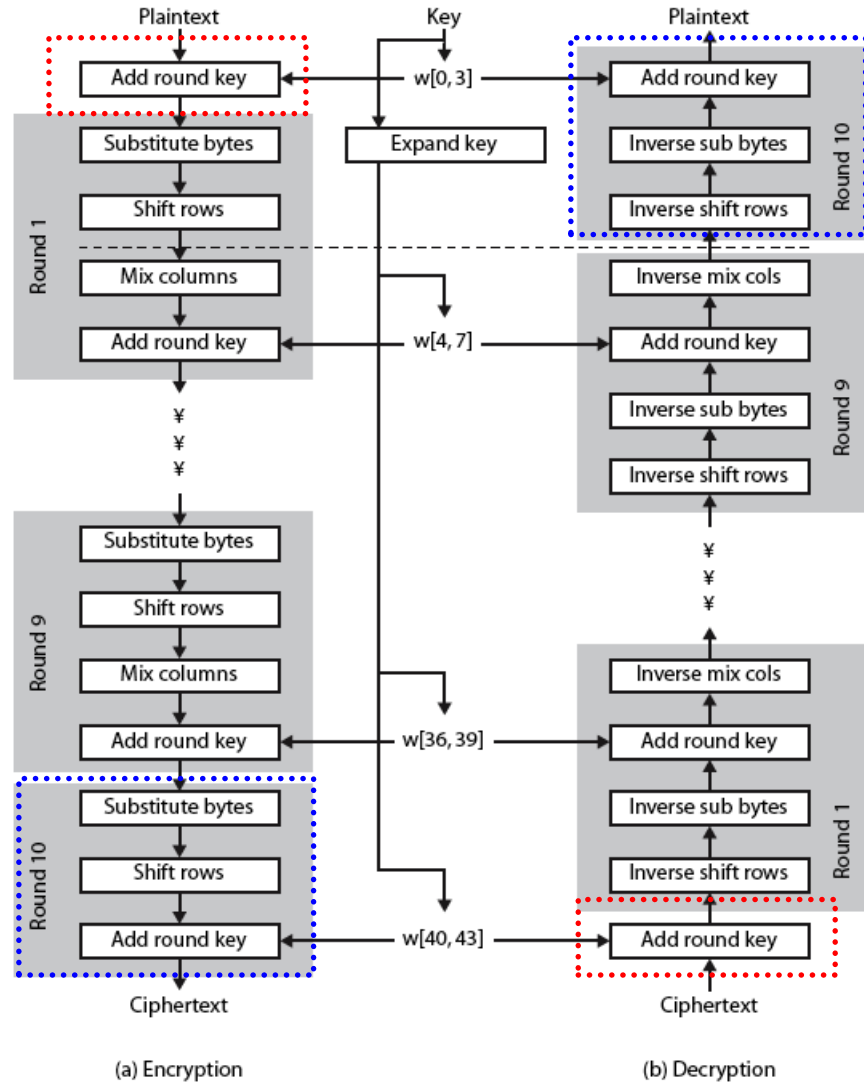 Plaintext
Add round key
Substitute bytes
Shift rows
Mix columns
Add round key
Round 1
¥
¥
¥
Substitute bytes
Shift rows
Mix columns
Add round key
Round 9
Substitute bytes
Shift rows
Add round key
Round 10
Ciphertext
(a) Encryption
Key
w[0, 3]
Expand key
w[4, 7]
w[36, 39]
w[40, 43]
Plaintext
Add round key
Inverse sub bytes
Inverse shift rows
Round 10
Inverse mix cols
Add round key
Inverse sub bytes
Inverse shift rows
Round 9
¥
¥
¥
Inverse mix cols
Add round key
Inverse sub bytes
Inverse shift rows
Round 1
Add round key
Ciphertext
(b) Decryption